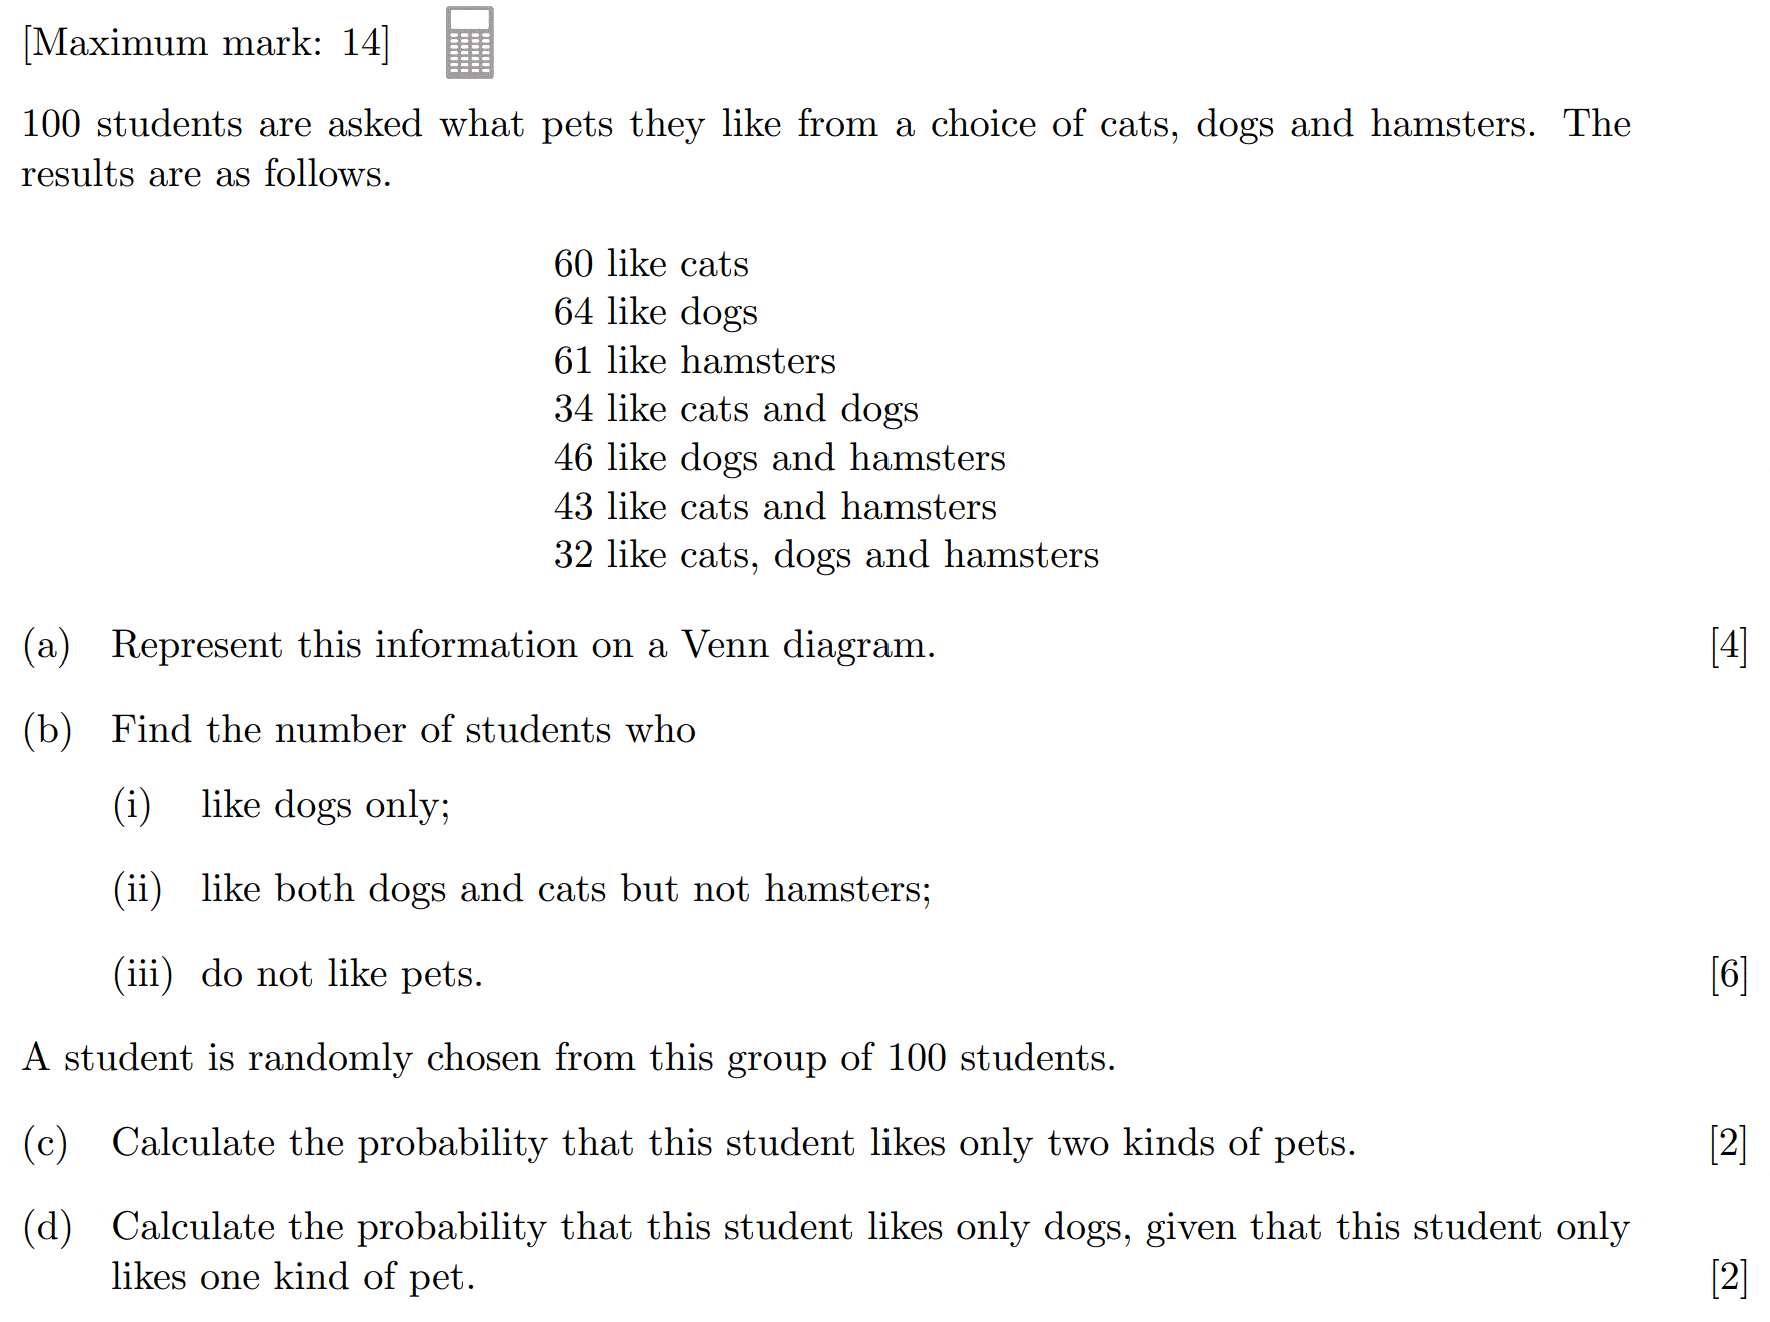 [Maximum mark: 14]
100 students are asked what pets they like from a choice of cats, dogs and hamsters. The
results are as follows.
60 like cats
64 like dogs
61 like hamsters
34 like cats and dogs
46 like dogs and hamsters
43 like cats and hamsters
32 like cats, dogs and hamsters
(a) Represent this information on a Venn diagram. [4]
(b) Find the number of students who
(i) like dogs only;
(ii) like both dogs and cats but not hamsters;
(iii) do not like pets. [6]
A student is randomly chosen from this group of 100 students.
(c) Calculate the probability that this student likes only two kinds of pets. [2]
(d) Calculate the probability that this student likes only dogs, given that this student only
likes one kind of pet. [2]